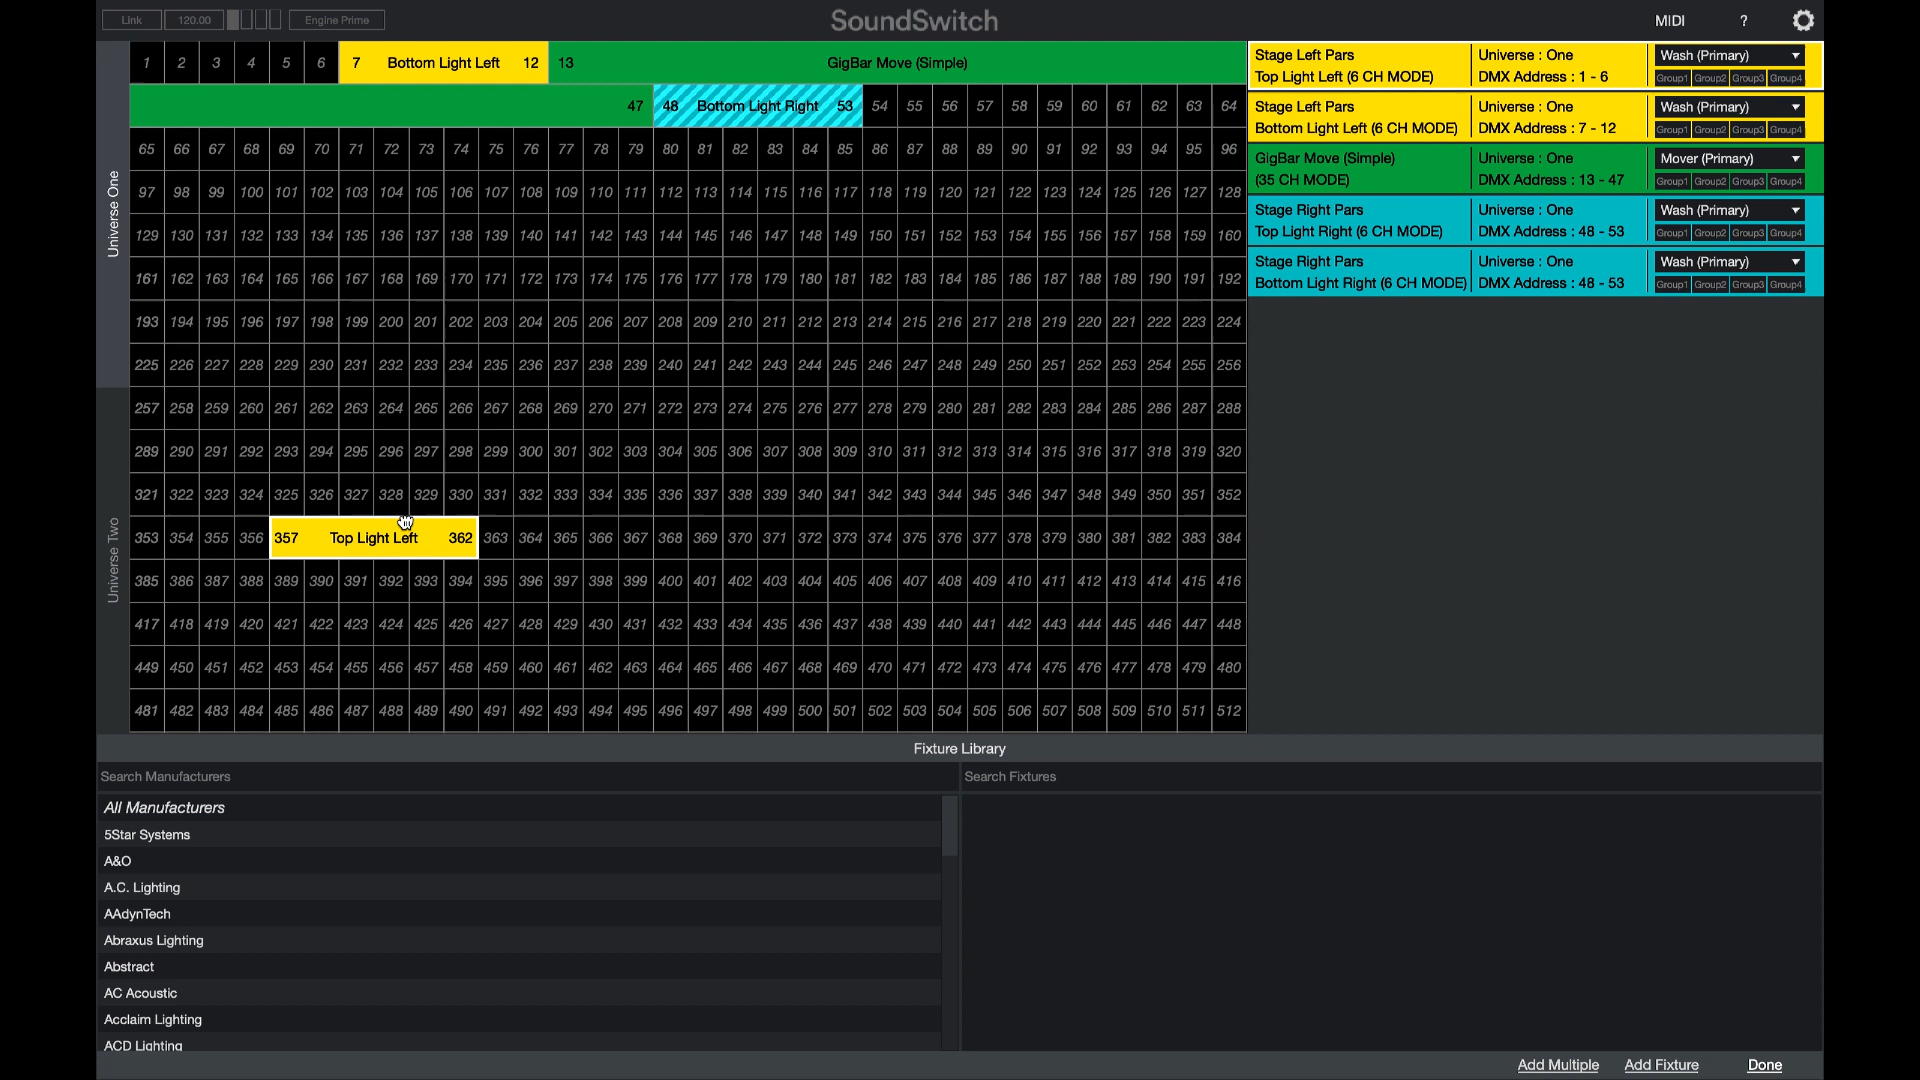 Link 120.00 Engine Prime SoundSwitch MIDI ?
1 2 3 4 5 6 7 Bottom Light Left 12 13 GigBar Move (Simple)
47 48 Bottom Light Right 53 54 55 56 57 58 59 60 61 62 63 64
65 66 67 68 69 70 71 72 73 74 75 76 77 78 79 80 81 82 83 84 85 86 87 88 89 90 91 92 93 94 95 96
97 98 99 100 101 102 103 104 105 106 107 108 109 110 111 112 113 114 115 116 117 118 119 120 121 122 123 124 125 126 127 128
129 130 131 132 133 134 135 136 137 138 139 140 141 142 143 144 145 146 147 148 149 150 151 152 153 154 155 156 157 158 159 160
161 162 163 164 165 166 167 168 169 170 171 172 173 174 175 176 177 178 179 180 181 182 183 184 185 186 187 188 189 190 191 192
193 194 195 196 197 198 199 200 201 202 203 204 205 206 207 208 209 210 211 212 213 214 215 216 217 218 219 220 221 222 223 224
225 226 227 228 229 230 231 232 233 234 235 236 237 238 239 240 241 242 243 244 245 246 247 248 249 250 251 252 253 254 255 256
257 258 259 260 261 262 263 264 265 266 267 268 269 270 271 272 273 274 275 276 277 278 279 280 281 282 283 284 285 286 287 288
289 290 291 292 293 294 295 296 297 298 299 300 301 302 303 304 305 306 307 308 309 310 311 312 313 314 315 316 317 318 319 320
321 322 323 324 325 326 327 328 329 330 331 332 333 334 335 336 337 338 339 340 341 342 343 344 345 346 347 348 349 350 351 352
353 354 355 356 357 Top Light Left 362 363 364 365 366 367 368 369 370 371 372 373 374 375 376 377 378 379 380 381 382 383 384
385 386 387 388 389 390 391 392 393 394 395 396 397 398 399 400 401 402 403 404 405 406 407 408 409 410 411 412 413 414 415 416
417 418 419 420 421 422 423 424 425 426 427 428 429 430 431 432 433 434 435 436 437 438 439 440 441 442 443 444 445 446 447 448
449 450 451 452 453 454 455 456 457 458 459 460 461 462 463 464 465 466 467 468 469 470 471 472 473 474 475 476 477 478 479 480
481 482 483 484 485 486 487 488 489 490 491 492 493 494 495 496 497 498 499 500 501 502 503 504 505 506 507 508 509 510 511 512
Universe One
Universe Two
Stage Left Pars Universe : One Wash (Primary)
Top Light Left (6 CH MODE) DMX Address : 1 - 6 Group1 Group2 Group3 Group4
Stage Left Pars Universe : One Wash (Primary)
Bottom Light Left (6 CH MODE) DMX Address : 7 - 12 Group1 Group2 Group3 Group4
GigBar Move (Simple) Universe : One Mover (Primary)
(35 CH MODE) DMX Address : 13 - 47 Group1 Group2 Group3 Group4
Stage Right Pars Universe : One Wash (Primary)
Top Light Right (6 CH MODE) DMX Address : 48 - 53 Group1 Group2 Group3 Group4
Stage Right Pars Universe : One Wash (Primary)
Bottom Light Right (6 CH MODE) DMX Address : 48 - 53 Group1 Group2 Group3 Group4
Fixture Library
Search Manufacturers Search Fixtures
All Manufacturers
5Star Systems
A&O
A.C. Lighting
AAdynTech
Abraxus Lighting
Abstract
AC Acoustic
Acclaim Lighting
ACD Lighting
Add Multiple Add Fixture Done